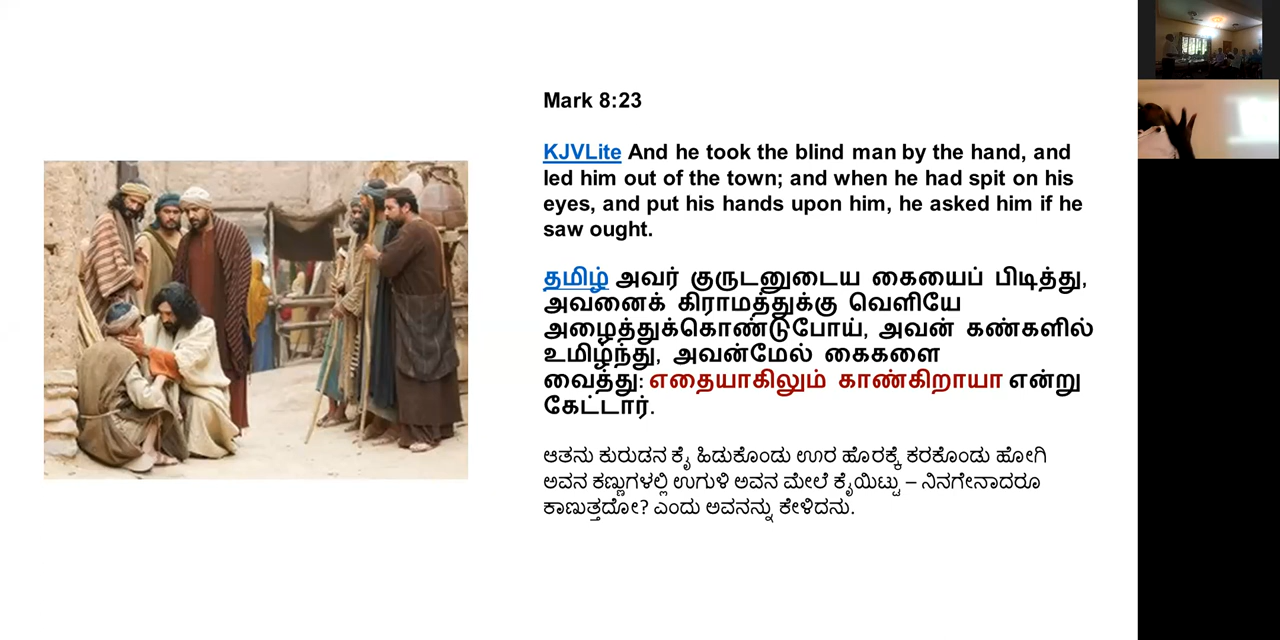 Mark 8:23
KJVLite And he took the blind man by the hand, and
led him out of the town; and when he had spit on his
eyes, and put his hands upon him, he asked him if he
saw ought.
தமிழ் அவர் குருடனுடைய கையைப் பிடித்து,
அவனைக் கிராமத்துக்கு வெளியே
அழைத்துக்கொண்டுபோய், அவன் கண்களில்
உமிழ்ந்து, அவன்மேல் கைகளை
வைத்து: எதையாகிலும் காண்கிறாயா என்று
கேட்டார்.
ಆತನು ಕುರುಡನ ಕೈ ಹಿಡುಕೊಂಡು ಊರ ಹೊರಕ್ಕೆ ಕರಕೊಂಡು ಹೋಗಿ
ಅವನ ಕಣ್ಣುಗಳಲ್ಲಿ ಉಗುಳಿ ಅವನ ಮೇಲೆ ಕೈಯಿಟ್ಟು – ನಿನಗೇನಾದರೂ
ಕಾಣುತ್ತದೋ? ಎಂದು ಅವನನ್ನು ಕೇಳಿದನು.